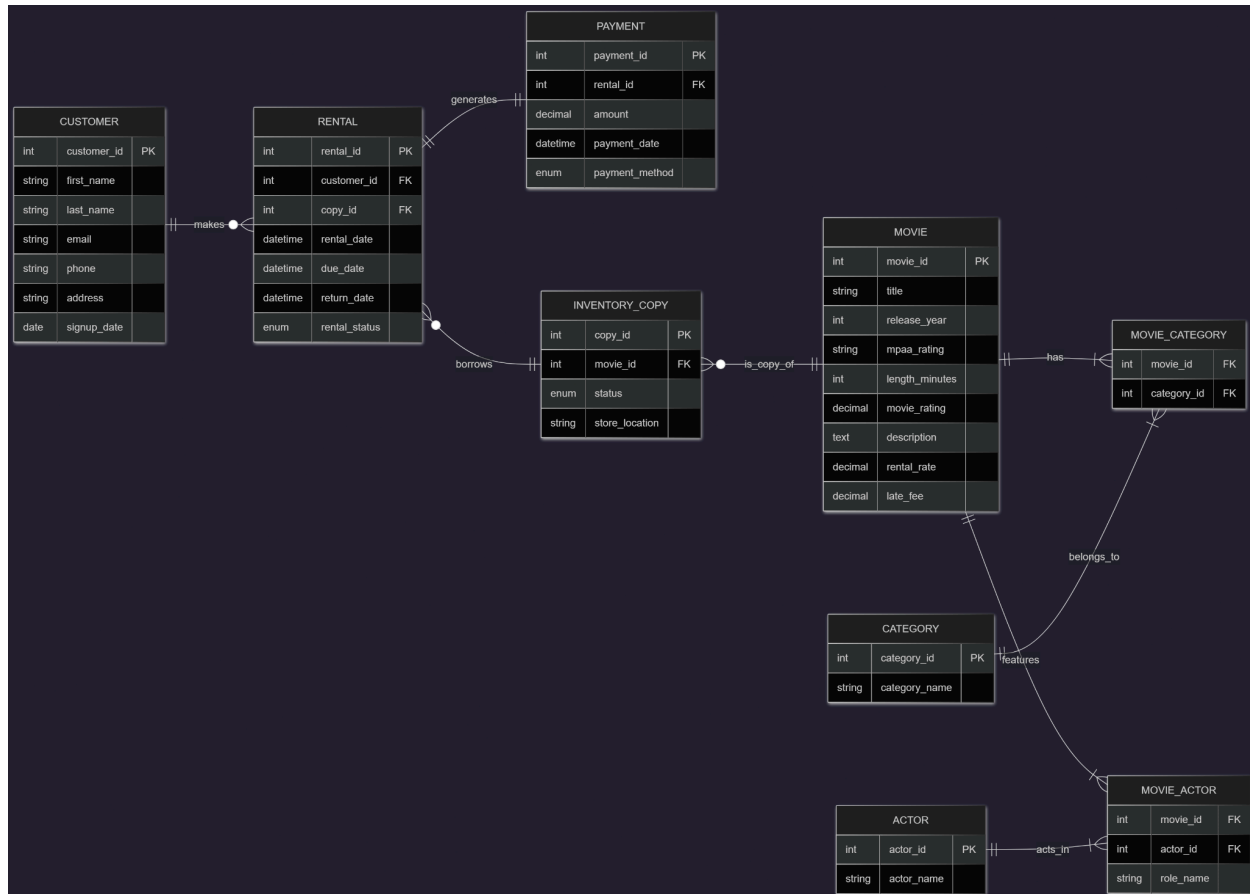 PAYMENT
int payment_id PK
int rental_id FK
decimal amount
datetime payment_date
enum payment_method
generates
CUSTOMER
int customer_id PK
string first_name
string last_name
string email
string phone
string address
date signup_date
makes
RENTAL
int rental_id PK
int customer_id FK
int copy_id FK
datetime rental_date
datetime due_date
datetime return_date
enum rental_status
borrows
INVENTORY_COPY
int copy_id PK
int movie_id FK
enum status
string store_location
is_copy_of
MOVIE
int movie_id PK
string title
int release_year
string mpaa_rating
int length_minutes
decimal movie_rating
text description
decimal rental_rate
decimal late_fee
has
MOVIE_CATEGORY
int movie_id FK
int category_id FK
belongs_to
CATEGORY
int category_id PK
string category_name
features
ACTOR
int actor_id PK
string actor_name
acts_in
MOVIE_ACTOR
int movie_id FK
int actor_id FK
string role_name